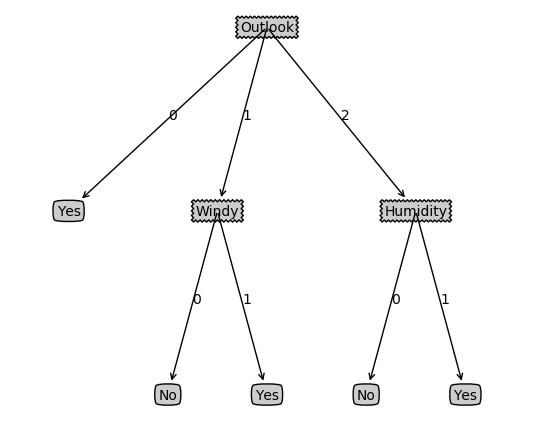 Outlook
0
1
2
Yes
Windy
Humidity
0
1
0
1
No
Yes
No
Yes